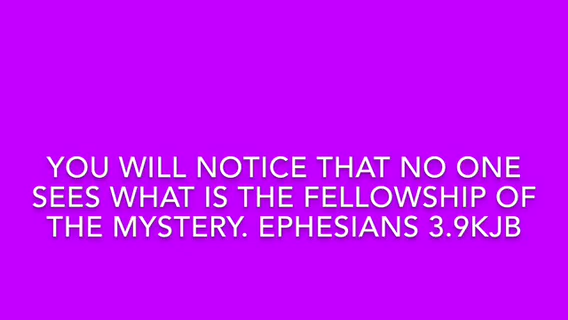 YOU WILL NOTICE THAT NO ONE
SEES WHAT IS THE FELLOWSHIP OF
THE MYSTERY. EPHESIANS 3.9KJB